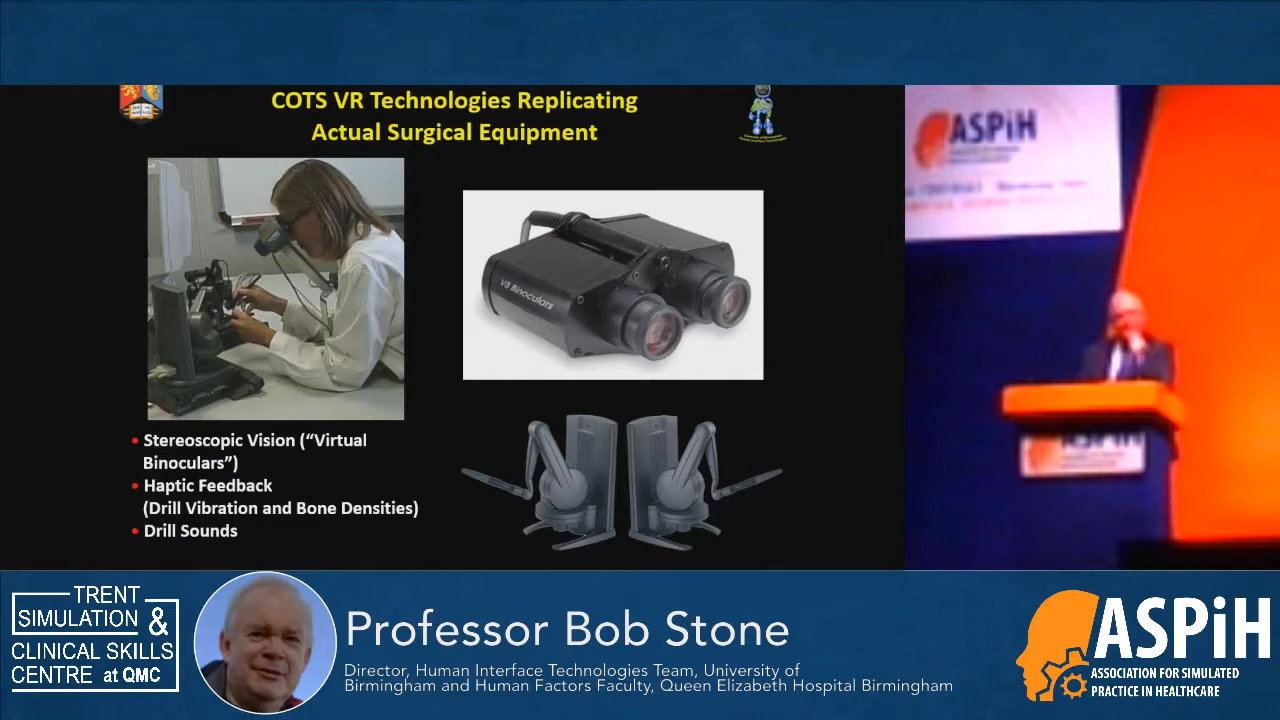 COTS VR Technologies Replicating
Actual Surgical Equipment
ASPiH
V8 Binoculars
• Stereoscopic Vision (“Virtual
Binoculars”)
• Haptic Feedback
(Drill Vibration and Bone Densities)
• Drill Sounds
ASPiH
TRENT
SIMULATION &
CLINICAL SKILLS
CENTRE at QMC
Professor Bob Stone
Director, Human Interface Technologies Team, University of
Birmingham and Human Factors Faculty, Queen Elizabeth Hospital Birmingham
ASPiH
ASSOCIATION FOR SIMULATED
PRACTICE IN HEALTHCARE